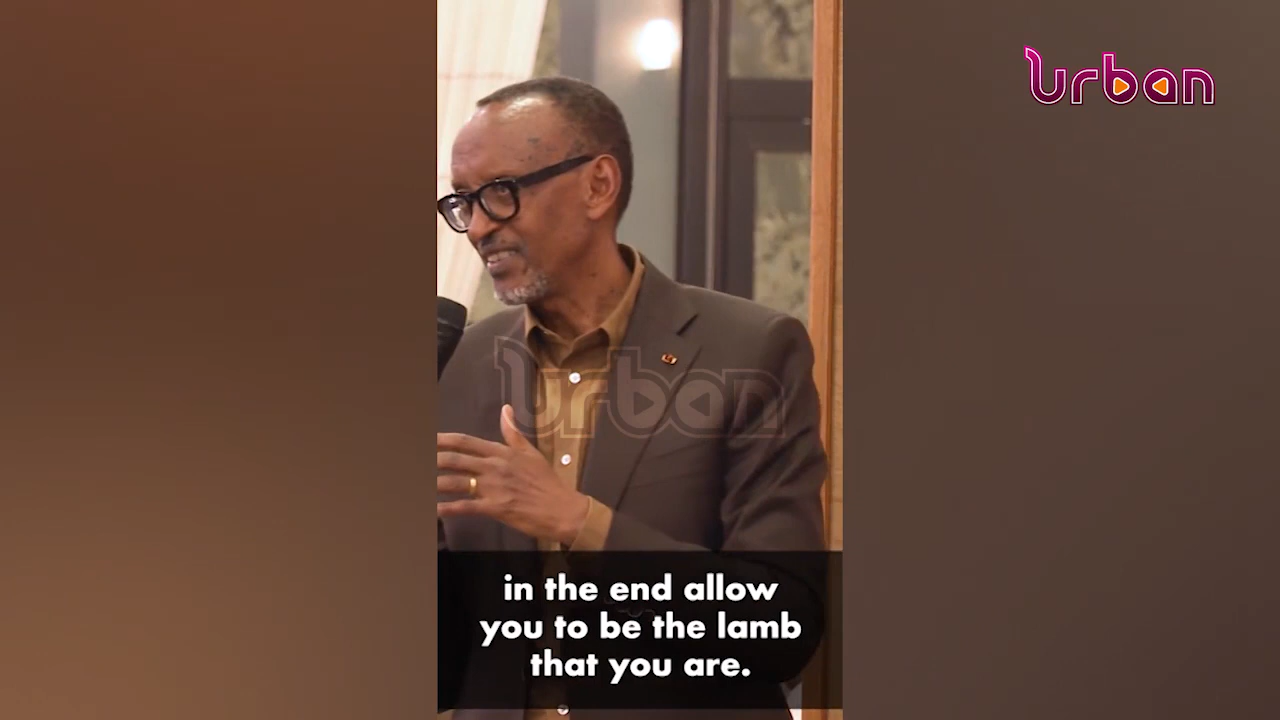 Urban
Urban
in the end allow
you to be the lamb
that you are.